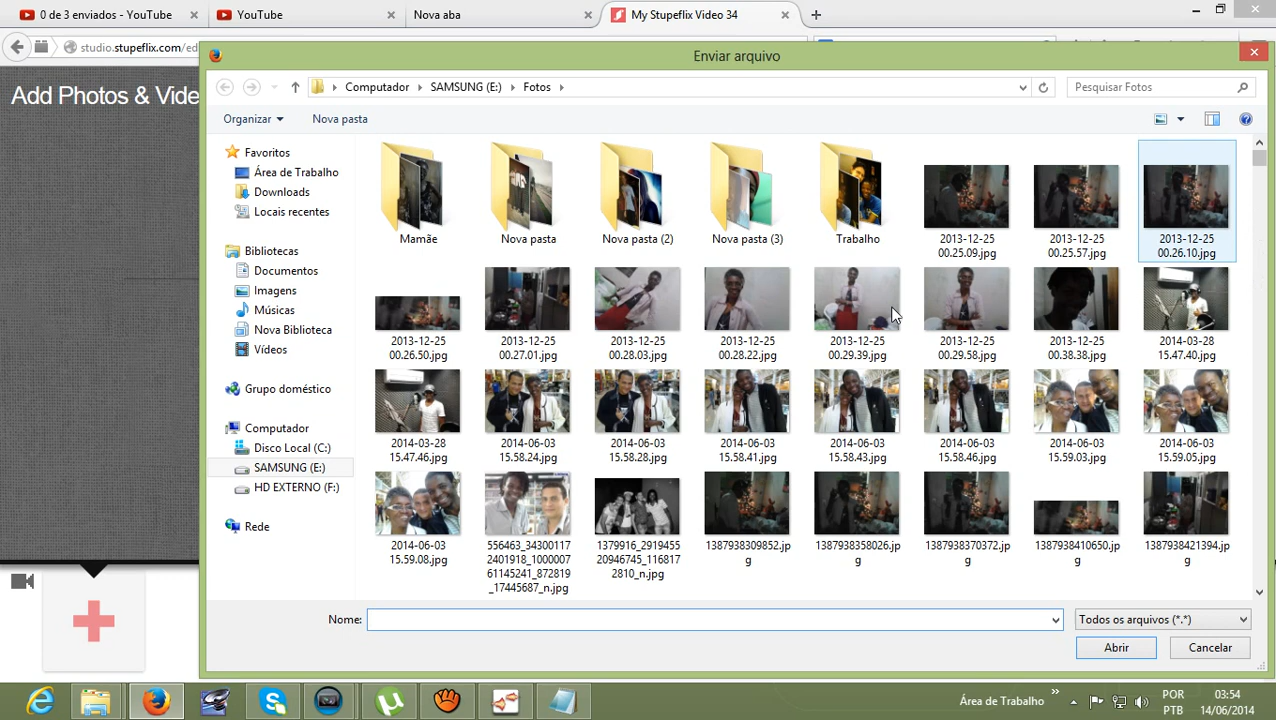 0 de 3 enviados - YouTube
YouTube
Nova aba
My Stupeflix Video 34
studio.stupeflix.com/ed
Enviar arquivo
Computador
SAMSUNG (E:)
Fotos
Pesquisar Fotos
Add Photos & Vide
Organizar
Nova pasta
Favoritos
Área de Trabalho
Downloads
Locais recentes
Bibliotecas
Documentos
Imagens
Músicas
Nova Biblioteca
Vídeos
Grupo doméstico
Computador
Disco Local (C:)
SAMSUNG (E:)
HD EXTERNO (F:)
Rede
Mamãe
Nova pasta
Nova pasta (2)
Nova pasta (3)
Trabalho
2013-12-25
00.25.09.jpg
2013-12-25
00.25.57.jpg
2013-12-25
00.26.10.jpg
2013-12-25
00.26.50.jpg
2013-12-25
00.27.01.jpg
2013-12-25
00.28.03.jpg
2013-12-25
00.28.22.jpg
2013-12-25
00.29.39.jpg
2013-12-25
00.29.58.jpg
2013-12-25
00.38.38.jpg
2014-03-28
15.47.40.jpg
2014-03-28
15.47.46.jpg
2014-06-03
15.58.24.jpg
2014-06-03
15.58.28.jpg
2014-06-03
15.58.41.jpg
2014-06-03
15.58.43.jpg
2014-06-03
15.58.46.jpg
2014-06-03
15.59.03.jpg
2014-06-03
15.59.05.jpg
2014-06-03
15.59.08.jpg
556463_34300117
2401918_1000007
61145241_872819
_17445687_n.jpg
1379916_2919455
20946745_116817
2810_n.jpg
1387938309852.jp
g
1387938358026.jp
g
1387938370372.jp
g
1387938410650.jp
g
1387938421394.jp
g
Nome:
Todos os arquivos (*.*)
Abrir
Cancelar
Área de Trabalho
POR
PTB
03:54
14/06/2014